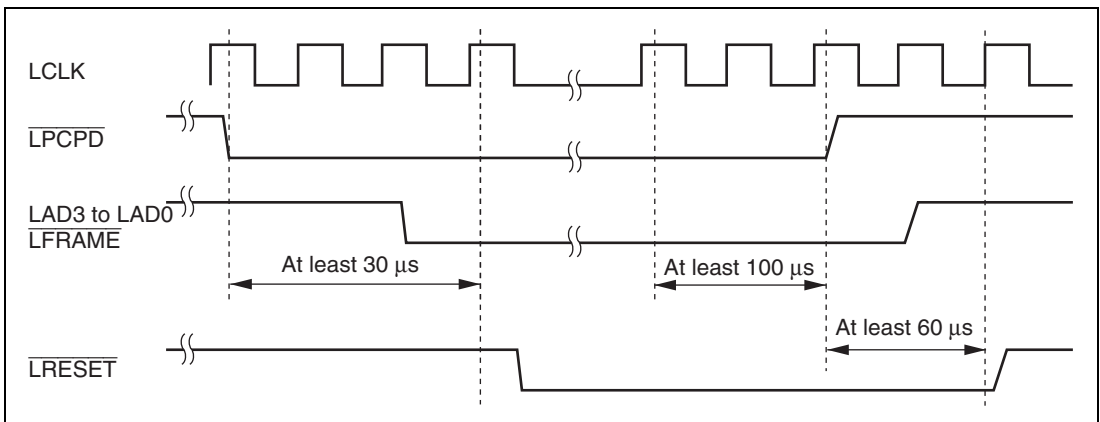 LCLK
LPCPD
LAD3 to LAD0
LFRAME
At least 30 µs
At least 100 µs
At least 60 µs
LRESET